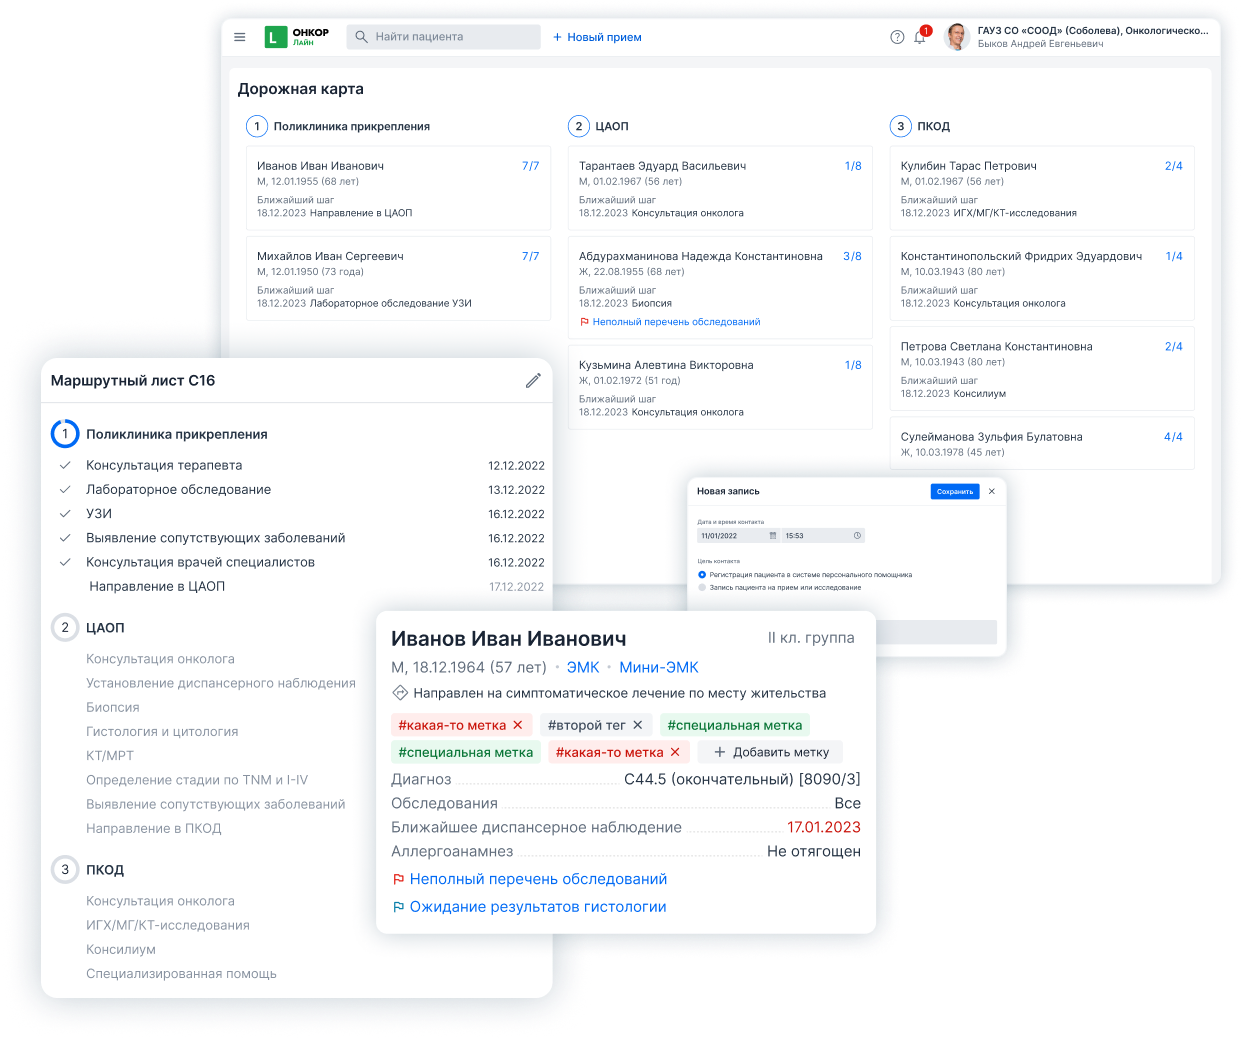 ОНКОР
Лайн
Найти пациента
+ Новый прием
1
ГАУЗ СО «СООД» (Соболева), Онкологическо...
Быков Андрей Евгеньевич
Дорожная карта
1 Поликлиника прикрепления
Иванов Иван Иванович 7/7
М, 12.01.1955 (68 лет)
Ближайший шаг
18.12.2023 Направление в ЦАОП
Михайлов Иван Сергеевич 7/7
М, 12.01.1950 (73 года)
Ближайший шаг
18.12.2023 Лабораторное обследование УЗИ
2 ЦАОП
Тарантаев Эдуард Васильевич 1/8
М, 01.02.1967 (56 лет)
Ближайший шаг
18.12.2023 Консультация онколога
Абдурахманинова Надежда Константиновна 3/8
Ж, 22.08.1955 (68 лет)
Ближайший шаг
18.12.2023 Биопсия
Неполный перечень обследований
Кузьмина Алевтина Викторовна 1/8
Ж, 01.02.1972 (51 год)
Ближайший шаг
18.12.2023 Консультация онколога
3 ПКОД
Кулибин Тарас Петрович 2/4
М, 01.02.1967 (56 лет)
Ближайший шаг
18.12.2023 ИГХ/МГ/КТ-исследования
Константинопольский Фридрих Эдуардович 1/4
М, 10.03.1943 (80 лет)
Ближайший шаг
18.12.2023 Консультация онколога
Петрова Светлана Константиновна 2/4
М, 10.03.1943 (80 лет)
Ближайший шаг
18.12.2023 Консилиум
Сулейманова Зульфия Булатовна 4/4
Ж, 10.03.1978 (45 лет)
Маршрутный лист C16
1 Поликлиника прикрепления
Консультация терапевта 12.12.2022
Лабораторное обследование 13.12.2022
УЗИ 16.12.2022
Выявление сопутствующих заболеваний 16.12.2022
Консультация врачей специалистов 16.12.2022
Направление в ЦАОП 17.12.2022
2 ЦАОП
Консультация онколога
Установление диспансерного наблюдения
Биопсия
Гистология и цитология
КТ/МРТ
Определение стадии по TNM и I-IV
Выявление сопутствующих заболеваний
Направление в ПКОД
3 ПКОД
Консультация онколога
ИГХ/МГ/КТ-исследования
Консилиум
Специализированная помощь
Новая запись Сохранить
Дата и время контакта
11/01/2022 15:53
Цель контакта
Регистрация пациента в системе персонального помощника
Запись пациента на прием или исследование
Иванов Иван Иванович II кл. группа
М, 18.12.1964 (57 лет) • ЭМК • Мини-ЭМК
Направлен на симптоматическое лечение по месту жительства
#какая-то метка × #второй тег × #специальная метка
#специальная метка #какая-то метка × + Добавить метку
Диагноз C44.5 (окончательный) [8090/3]
Обследования Все
Ближайшее диспансерное наблюдение 17.01.2023
Аллергоанамнез Не отягощен
Неполный перечень обследований
Ожидание результатов гистологии